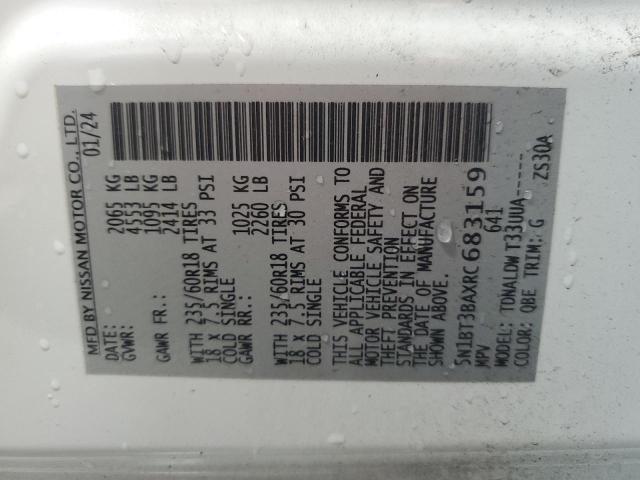 MFD BY NISSAN MOTOR CO., LTD.
DATE: 01/24
GVWR: 2065 KG
4553 LB
GAWR FR.: 1095 KG
2414 LB
WITH 235/60R18 TIRES
18 x 7.5 RIMS AT 33 PSI
COLD SINGLE
GAWR RR.: 1025 KG
2260 LB
WITH 235/60R18 TIRES
18 x 7.5 RIMS AT 30 PSI
COLD SINGLE
THIS VEHICLE CONFORMS TO
ALL APPLICABLE FEDERAL
MOTOR VEHICLE SAFETY AND
THEFT PREVENTION
STANDARDS IN EFFECT ON
THE DATE OF MANUFACTURE
SHOWN ABOVE.
5N1BT3BAXRC683159
MPV 641
MODEL: TDNALDWT33UUA-----
COLOR: QBE TRIM: G ZS30A